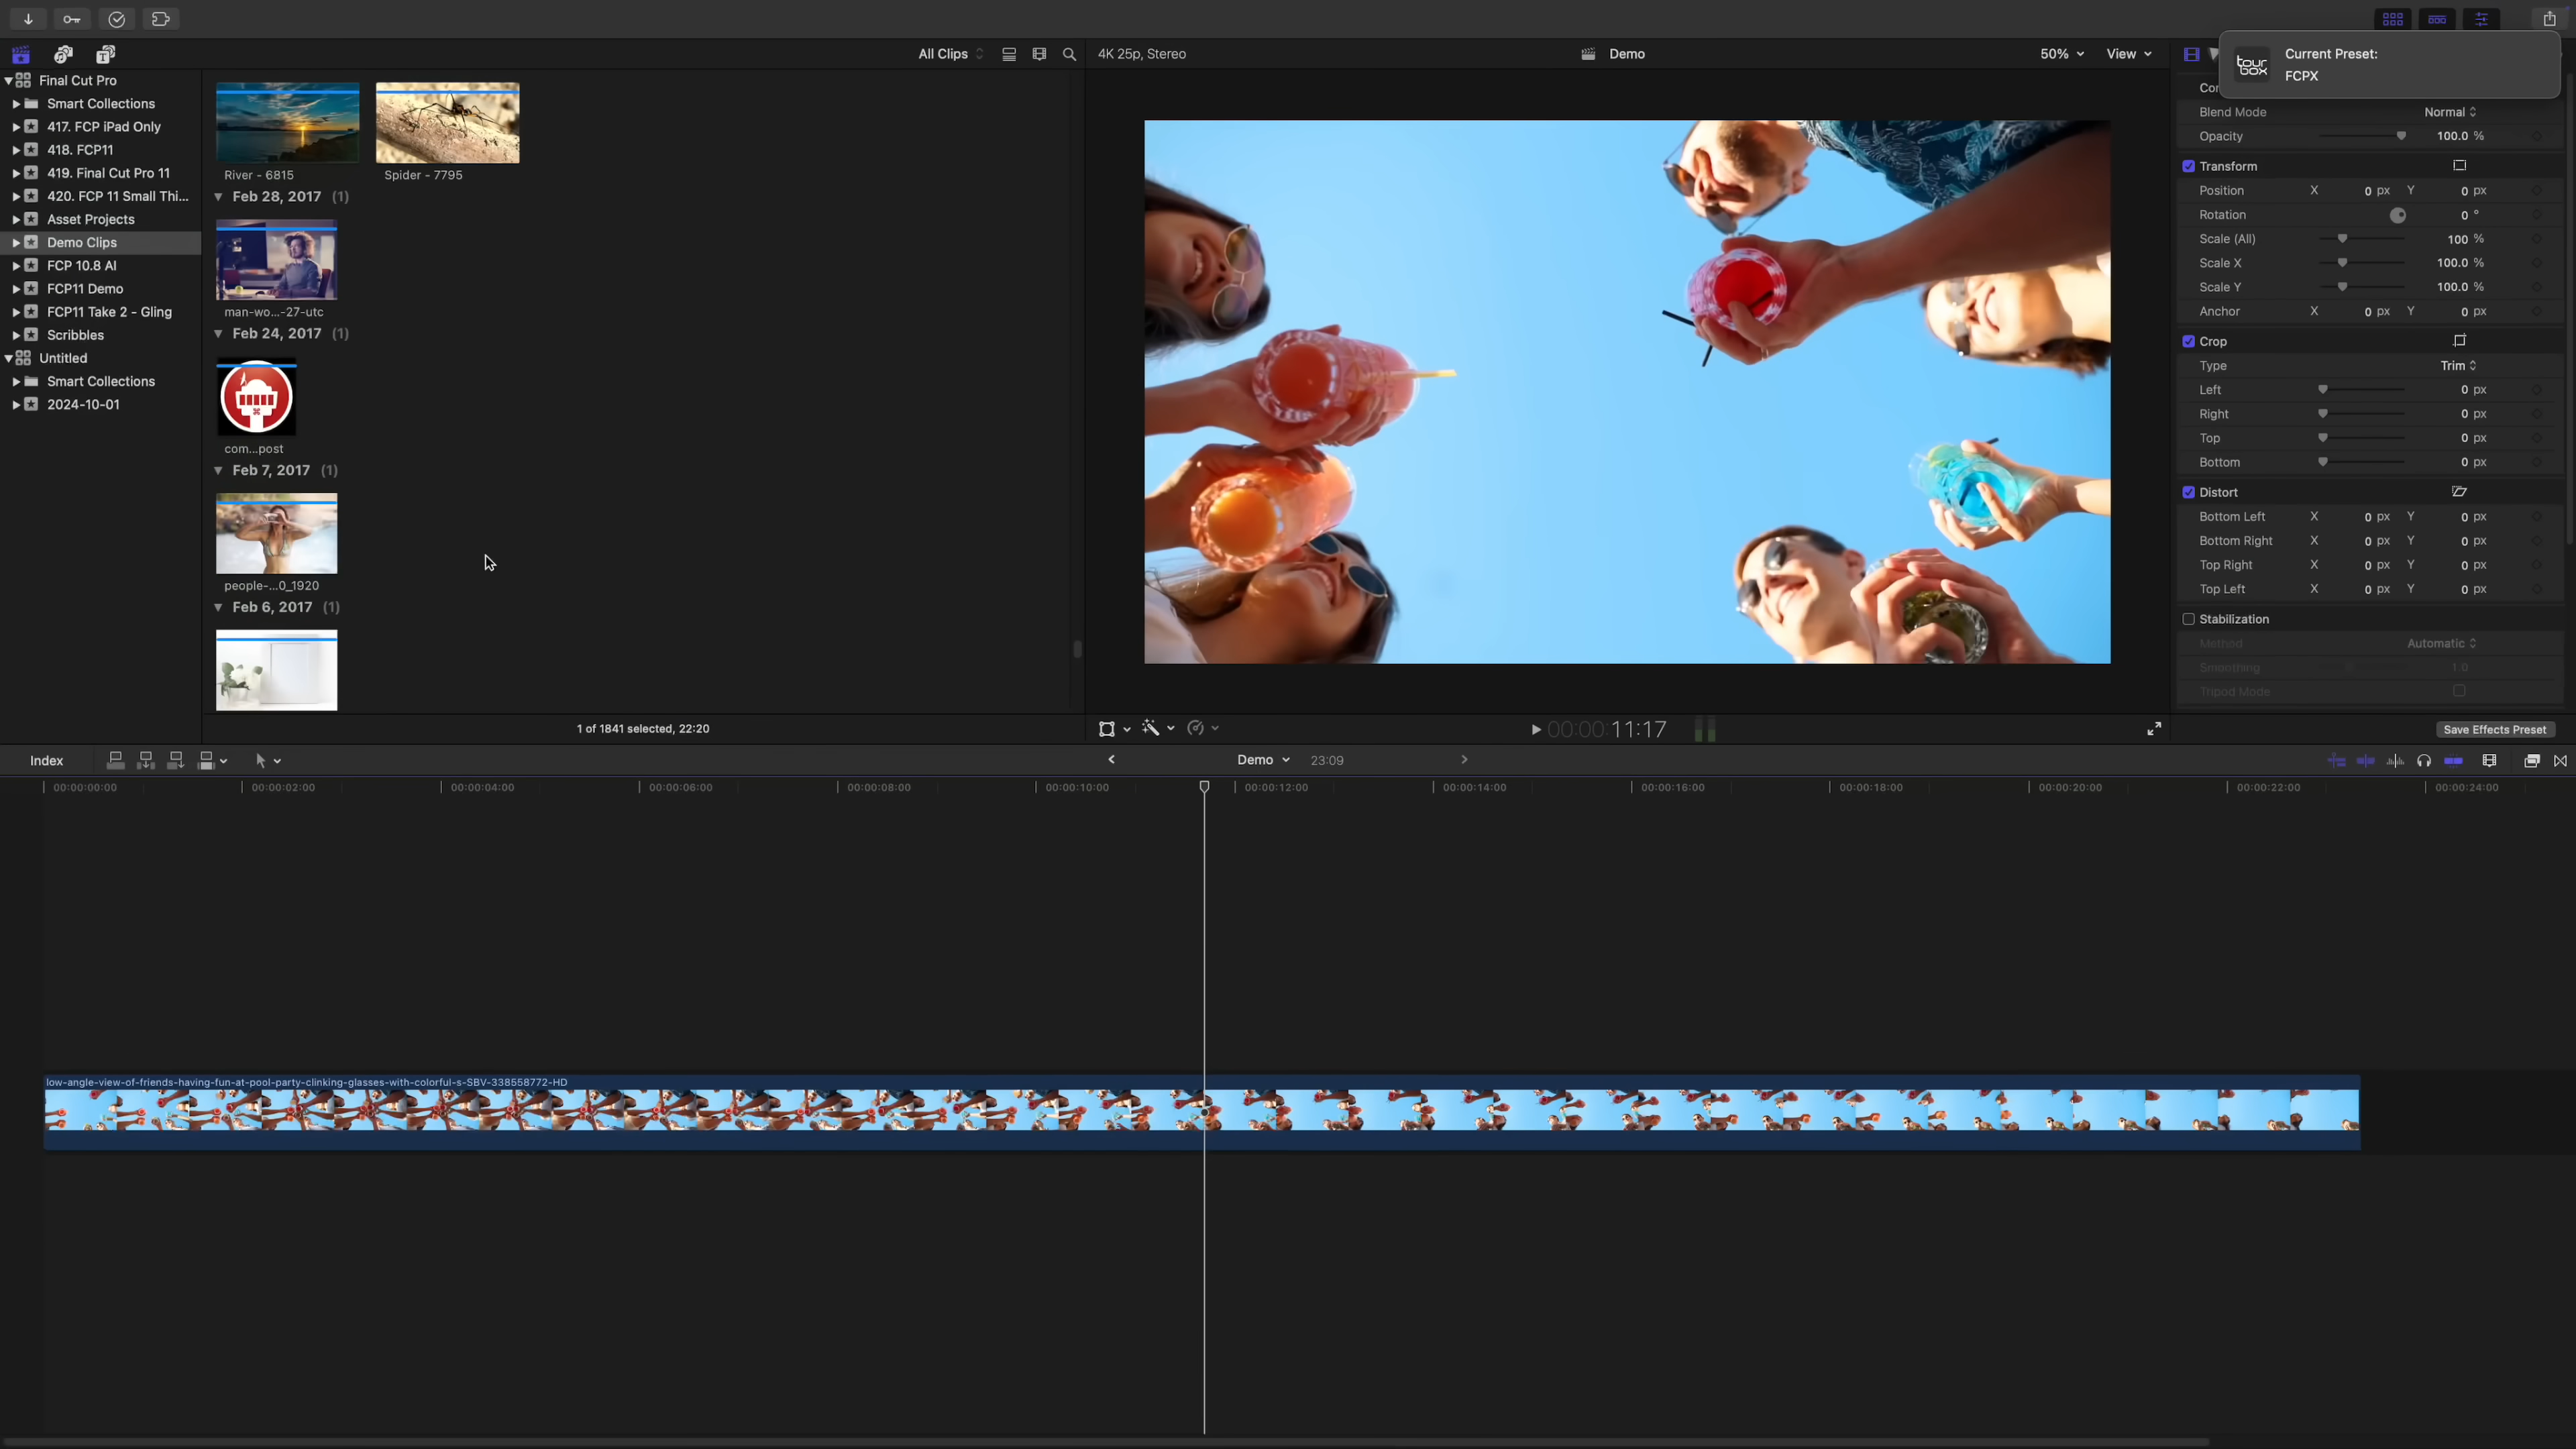 All Clips
4K 25p, Stereo
Demo
50%
View
tour box
Current Preset:
FCPX
Final Cut Pro
Smart Collections
417. FCP iPad Only
418. FCP11
419. Final Cut Pro 11
420. FCP 11 Small Thi...
Asset Projects
Demo Clips
FCP 10.8 AI
FCP11 Demo
FCP11 Take 2 - Gling
Scribbles
Untitled
Smart Collections
2024-10-01
River - 6815
Spider - 7795
Feb 28, 2017 (1)
man-wo...-27-utc
Feb 24, 2017 (1)
com...post
Feb 7, 2017 (1)
people-...0_1920
Feb 6, 2017 (1)
Blend Mode Normal
Opacity 100.0 %
Transform
Position X 0 px Y 0 px
Rotation 0 °
Scale (All) 100 %
Scale X 100.0 %
Scale Y 100.0 %
Anchor X 0 px Y 0 px
Crop
Type Trim
Left 0 px
Right 0 px
Top 0 px
Bottom 0 px
Distort
Bottom Left X 0 px Y 0 px
Bottom Right X 0 px Y 0 px
Top Right X 0 px Y 0 px
Top Left X 0 px Y 0 px
Stabilization
Method Automatic
Smoothing 1.0
Tripod Mode
1 of 1841 selected, 22:20
00:00:11:17
Save Effects Preset
Index
Demo 23:09
00:00:00:00 00:00:02:00 00:00:04:00 00:00:06:00 00:00:08:00 00:00:10:00 00:00:12:00 00:00:14:00 00:00:16:00 00:00:18:00 00:00:20:00 00:00:22:00 00:00:24:00
low-angle-view-of-friends-having-fun-at-pool-party-clinking-glasses-with-colorful-s-SBV-338558772-HD